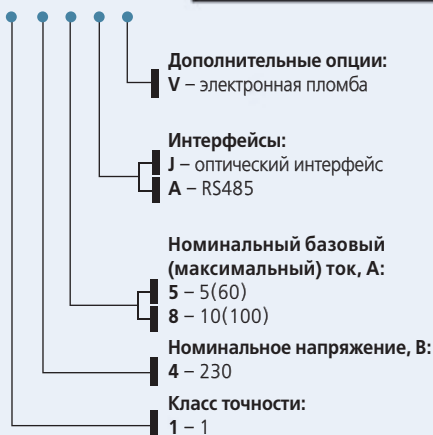 Дополнительные опции:
V – электронная пломба
Интерфейсы:
J – оптический интерфейс
A – RS485
Номинальный базовый
(максимальный) ток, А:
5 – 5(60)
8 – 10(100)
Номинальное напряжение, В:
4 – 230
Класс точности:
1 – 1